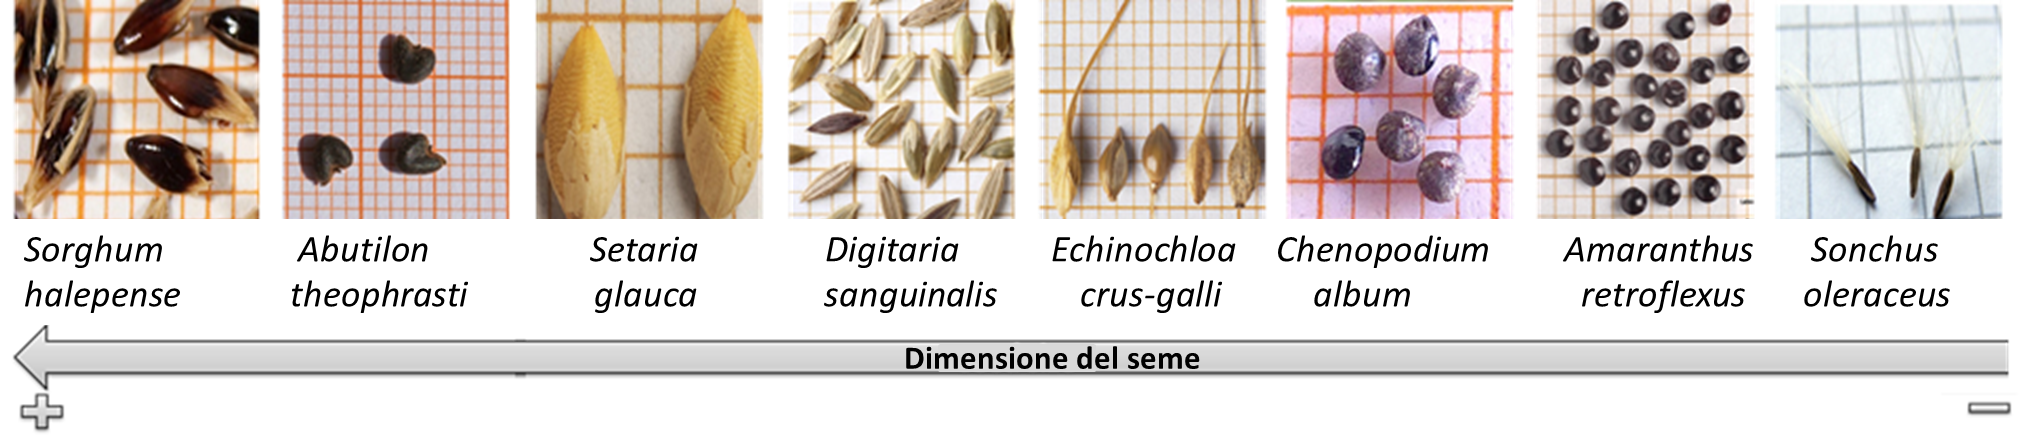 Sorghum
halepense
Abutilon
theophrasti
Setaria
glauca
Digitaria
sanguinalis
Echinochloa
crus-galli
Chenopodium
album
Amaranthus
retroflexus
Sonchus
oleraceus
Dimensione del seme